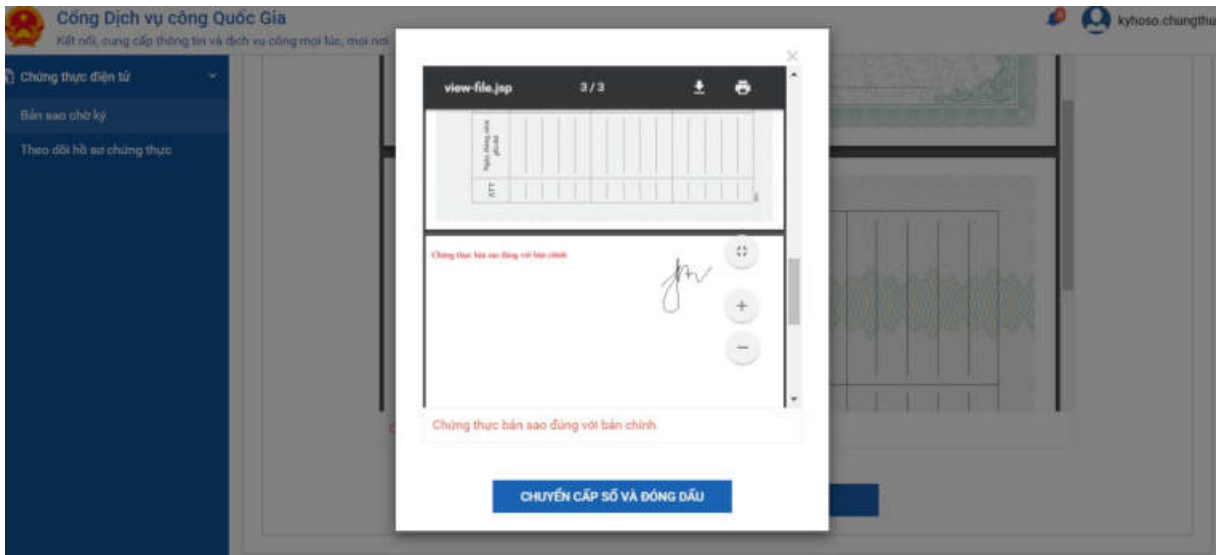 Cổng Dịch vụ công Quốc Gia
Kết nối, cung cấp thông tin và dịch vụ công mọi lúc, mọi nơi
kyhoso.chungthu
Chứng thực điện tử
Bản sao chữ ký
Theo dõi hồ sơ chứng thực
view-file.jsp
3 / 3
STT
Chứng thực bản sao đúng với bản chính
Chứng thực bản sao đúng với bản chính
CHUYỂN CẤP SỐ VÀ ĐÓNG DẤU